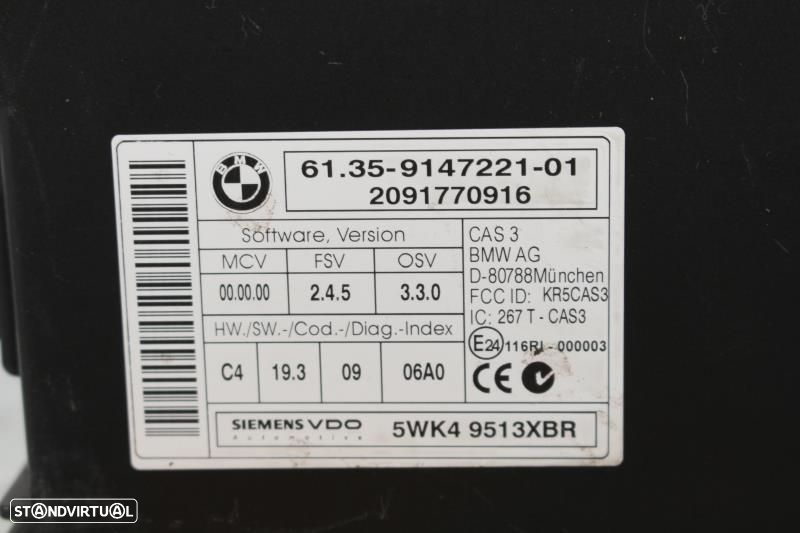 BMW
61.35-9147221-01
2091770916
Software, Version
MCV FSV OSV
00.00.00 2.4.5 3.3.0
HW./SW.-/Cod.-/Diag.-Index
C4 19.3 09 06A0
CAS 3
BMW AG
D-80788München
FCC ID: KR5CAS3
IC: 267 T - CAS3
E24 116RI - 000003
CE
SIEMENS VDO
Automotive
5WK4 9513XBR
STANDVIRTUAL